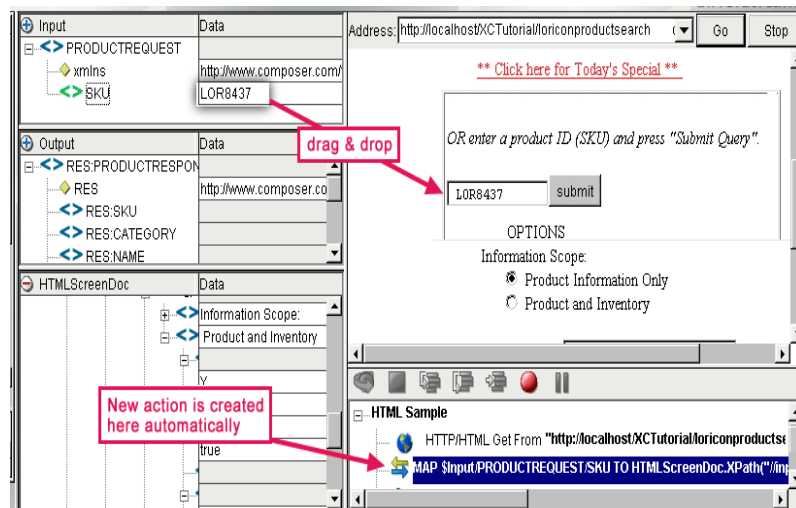 Input Data
PRODUCTREQUEST
xmlns http://www.composer.com/
SKU LOR8437
Output Data
RES:PRODUCTRESPON
RES http://www.composer.co
RES:SKU
RES:CATEGORY
RES:NAME
HTMLScreenDoc Data
Information Scope:
Product and Inventory
Y
true
drag & drop
New action is created
here automatically
Address: http://localhost/XCTutorial/loriconproductsearch Go Stop
** Click here for Today's Special **
OR enter a product ID (SKU) and press "Submit Query".
LOR8437 submit
OPTIONS
Information Scope:
Product Information Only
Product and Inventory
HTML Sample
HTTP/HTML Get From "http://localhost/XCTutorial/loriconproductse
MAP $Input/PRODUCTREQUEST/SKU TO HTMLScreenDoc.XPath("//inp